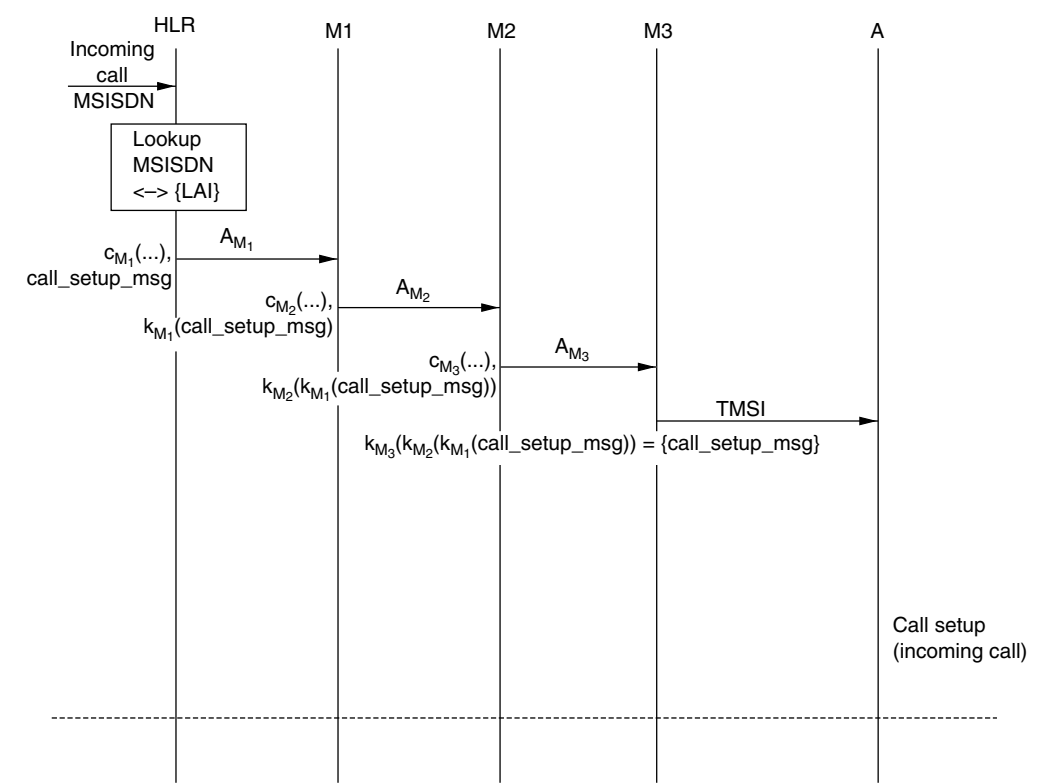 HLR
M1
M2
M3
A
Incoming
call
MSISDN
Lookup
MSISDN
<–> {LAI}
A_M1
c_M1(...),
call_setup_msg
A_M2
c_M2(...),
k_M1(call_setup_msg)
A_M3
c_M3(...),
k_M2(k_M1(call_setup_msg))
TMSI
k_M3(k_M2(k_M1(call_setup_msg)) = {call_setup_msg}
Call setup
(incoming call)